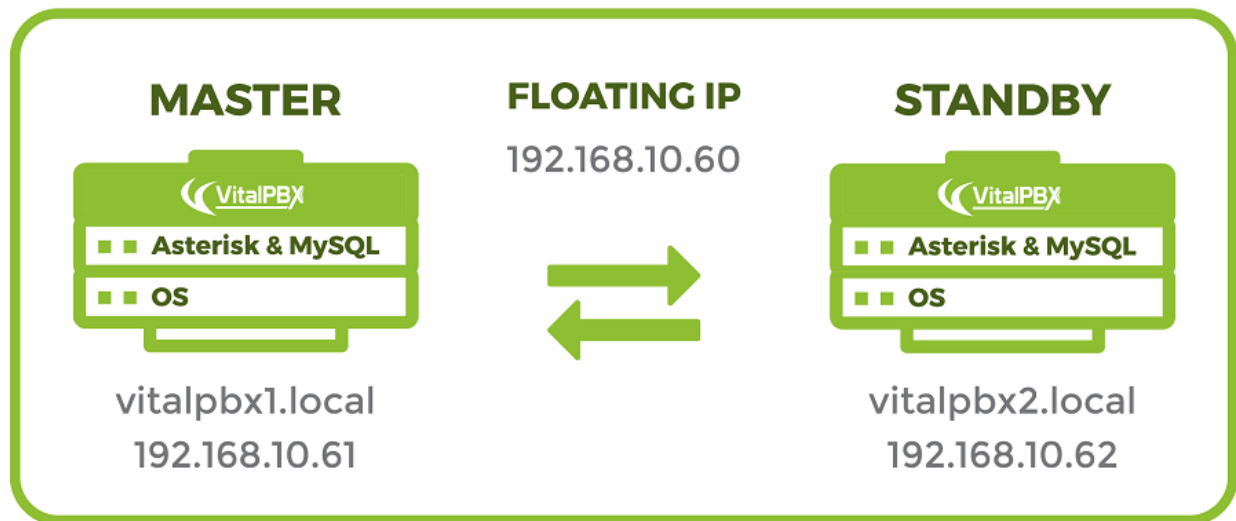 MASTER
VitalPBX
Asterisk & MySQL
OS
vitalpbx1.local
192.168.10.61
FLOATING IP
192.168.10.60
STANDBY
VitalPBX
Asterisk & MySQL
OS
vitalpbx2.local
192.168.10.62